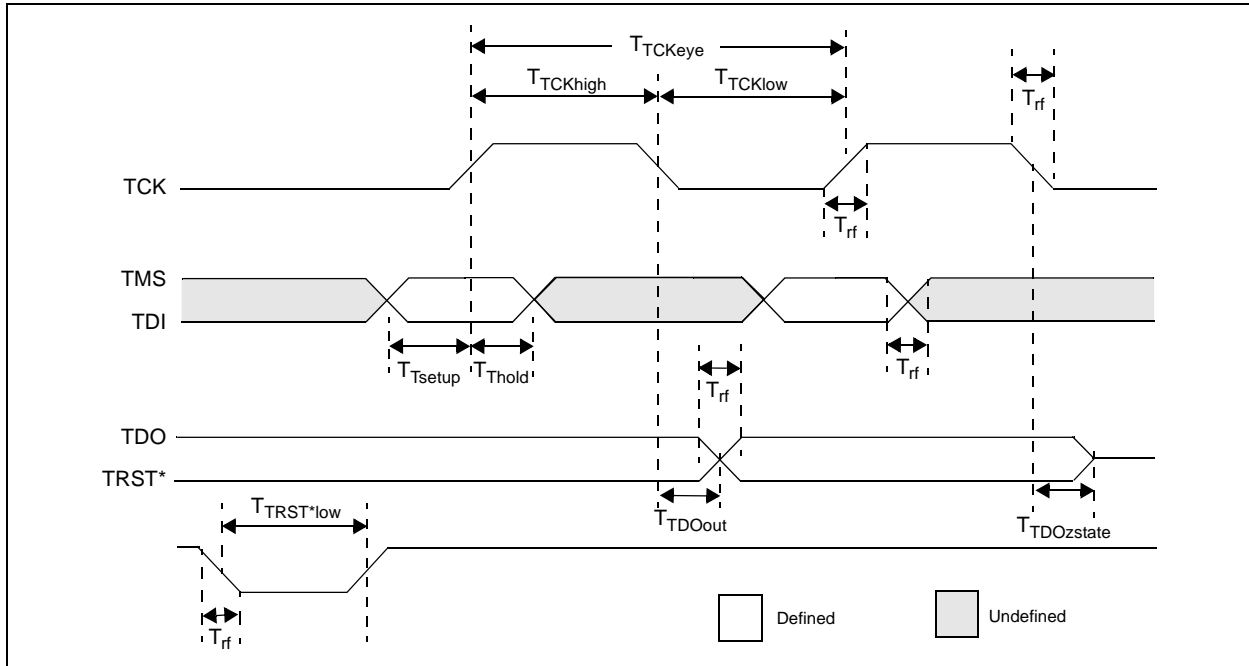 TTCKeye
TTCKhigh
TTCKlow
Trf
TCK
Trf
TMS
TDI
TTsetup
TThold
Trf
Trf
TDO
TRST*
TTRST*low
TTDOout
TTDOzstate
Trf
Defined
Undefined